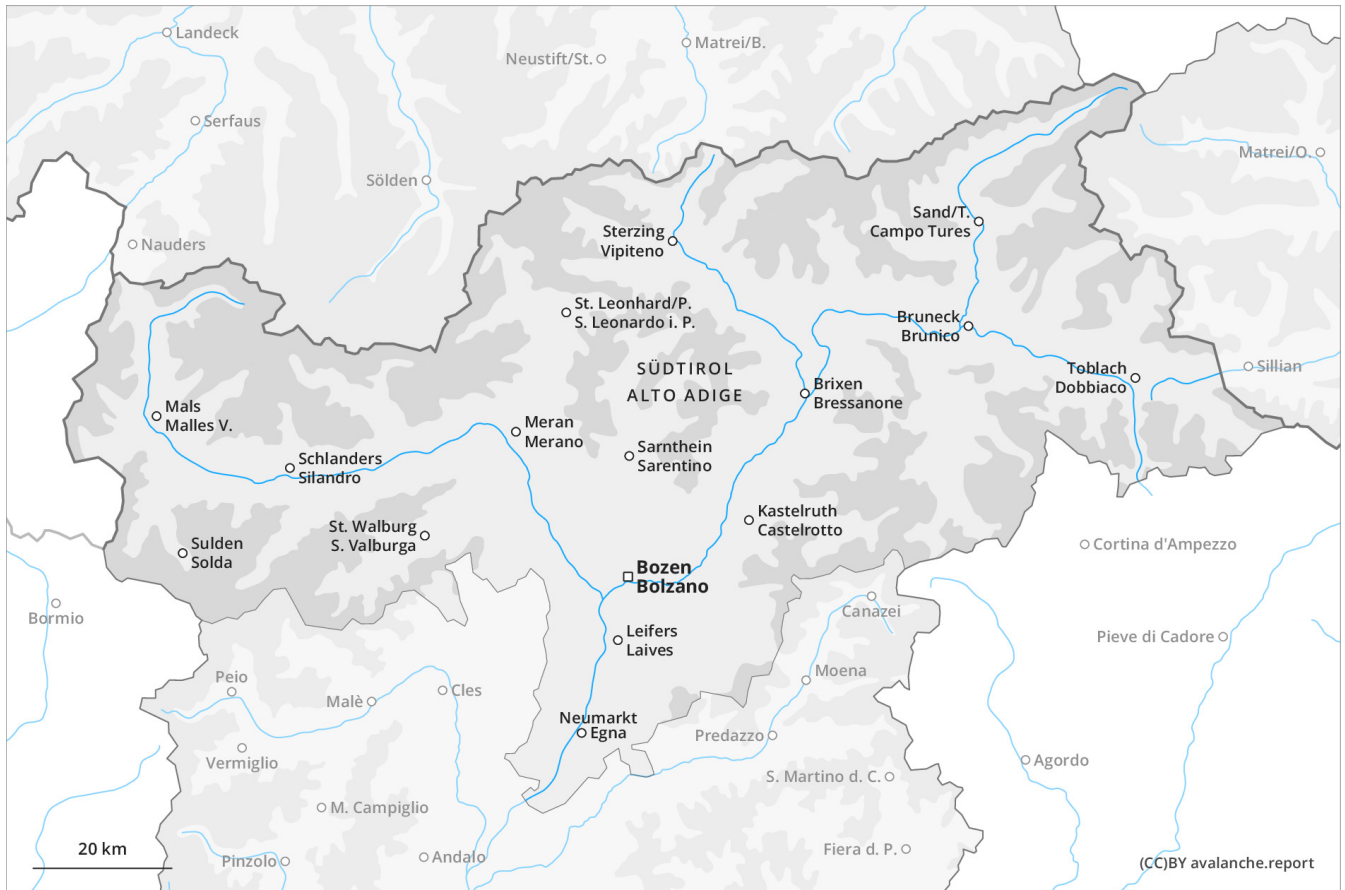 Landeck
Matrei/B.
Neustift/St.
Serfaus
Matrei/O.
Sölden
Sand/T.
Campo Tures
Nauders
Sterzing
Vipiteno
St. Leonhard/P.
S. Leonardo i. P.
Bruneck
Brunico
SÜDTIROL
ALTO ADIGE
Toblach
Dobbiaco
Sillian
Brixen
Bressanone
Mals
Malles V.
Meran
Merano
Schlanders
Silandro
Sarnthein
Sarentino
Kastelruth
Castelrotto
St. Walburg
S. Valburga
Sulden
Solda
Cortina d'Ampezzo
Bozen
Bolzano
Bormio
Canazei
Leifers
Laives
Pieve di Cadore
Peio
Malè
Cles
Moena
Neumarkt
Egna
Predazzo
Vermiglio
Agordo
S. Martino d. C.
M. Campiglio
20 km
Pinzolo
Andalo
Fiera d. P.
(CC)BY avalanche.report